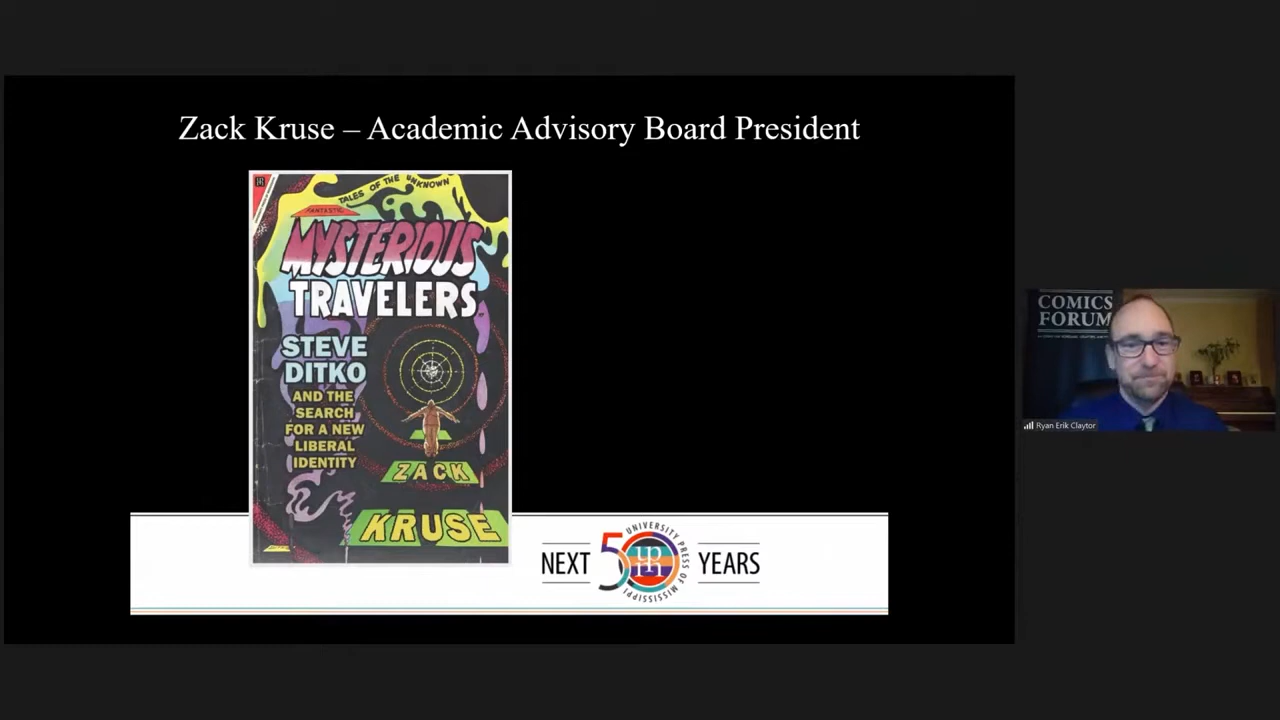 Zack Kruse – Academic Advisory Board President
TALES OF THE UNKNOWN
FANTASTIC
MYSTERIOUS
TRAVELERS
STEVE
DITKO
AND THE
SEARCH
FOR A NEW
LIBERAL
IDENTITY
ZACK
KRUSE
NEXT 50 YEARS
UNIVERSITY PRESS OF MISSISSIPPI
COMICS
FORUM
Ryan Erik Claytor